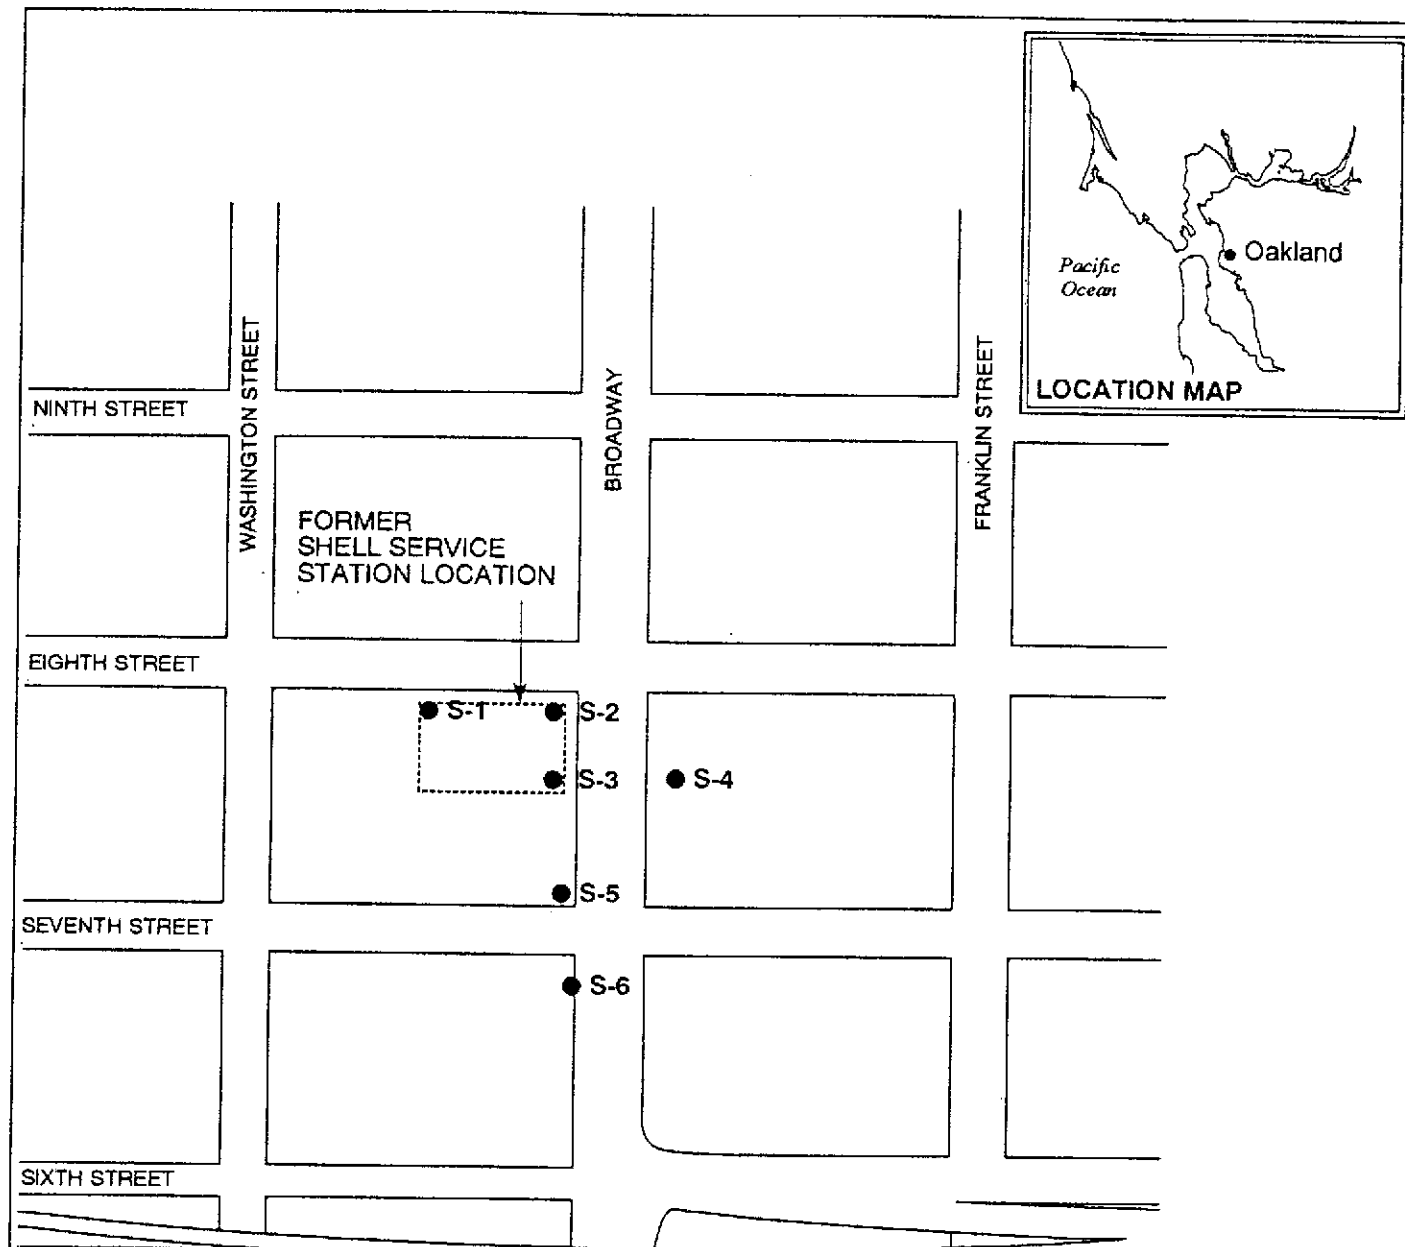 Pacific
Ocean
Oakland
LOCATION MAP
WASHINGTON STREET
BROADWAY
FRANKLIN STREET
NINTH STREET
FORMER
SHELL SERVICE
STATION LOCATION
EIGHTH STREET
S-1
S-2
S-3
S-4
S-5
SEVENTH STREET
S-6
SIXTH STREET